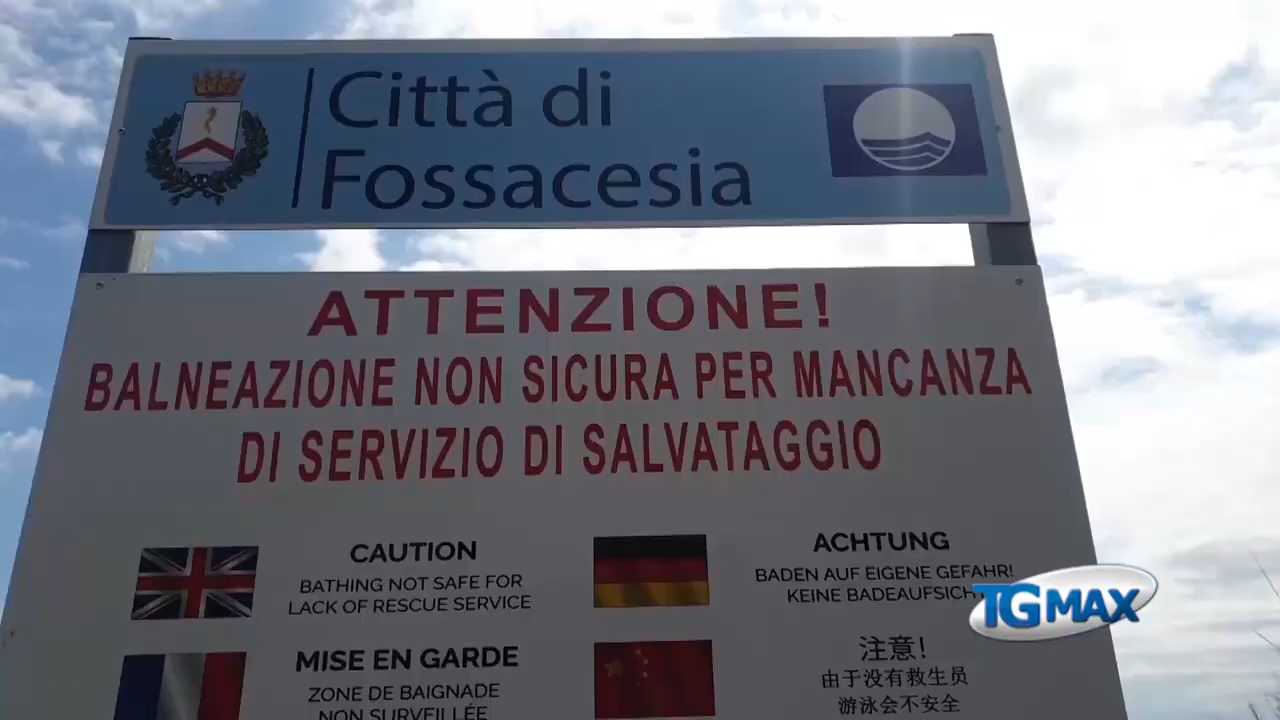 Città di
Fossacesia
ATTENZIONE!
BALNEAZIONE NON SICURA PER MANCANZA
DI SERVIZIO DI SALVATAGGIO
CAUTION
BATHING NOT SAFE FOR
LACK OF RESCUE SERVICE
ACHTUNG
BADEN AUF EIGENE GEFAHR!
KEINE BADEAUFSICHT
MISE EN GARDE
ZONE DE BAIGNADE
NON SURVEILLÉE
注意!
由于没有救生员
游泳会不安全
TGMAX